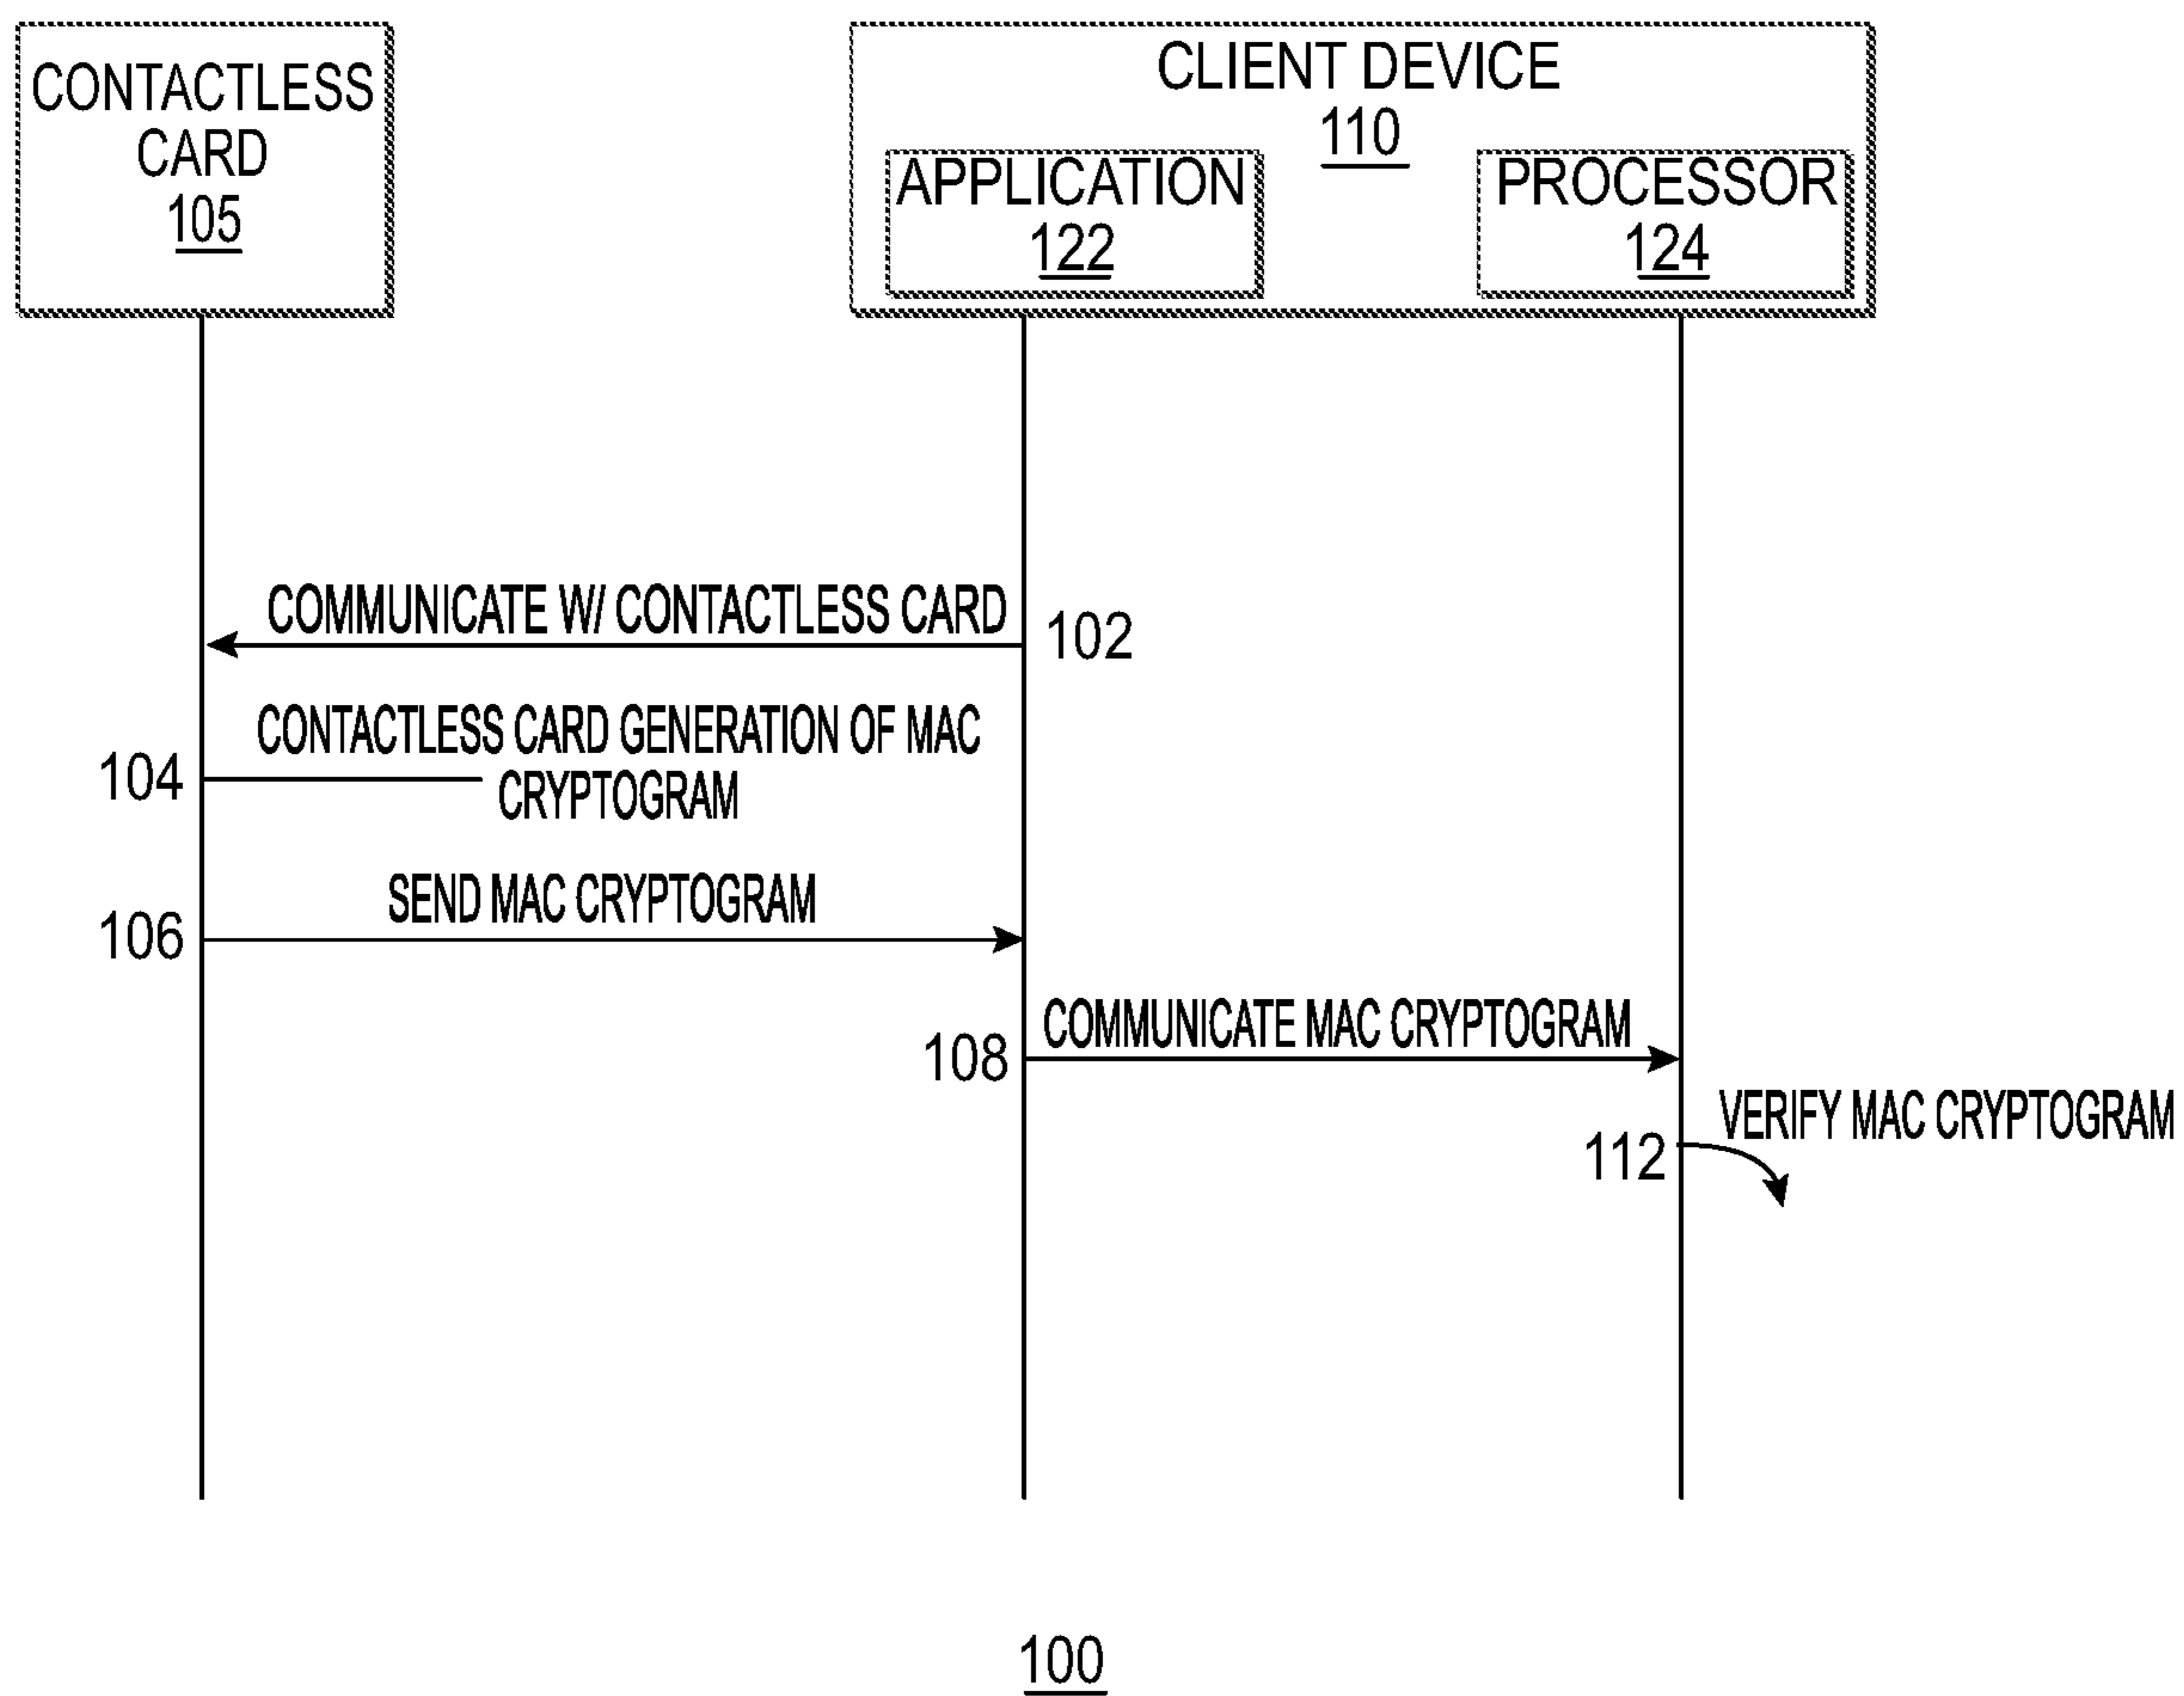 CONTACTLESS
CARD
105
CLIENT DEVICE
110
APPLICATION
122
PROCESSOR
124
COMMUNICATE W/ CONTACTLESS CARD
102
CONTACTLESS CARD GENERATION OF MAC
104
CRYPTOGRAM
SEND MAC CRYPTOGRAM
106
COMMUNICATE MAC CRYPTOGRAM
108
VERIFY MAC CRYPTOGRAM
112
100